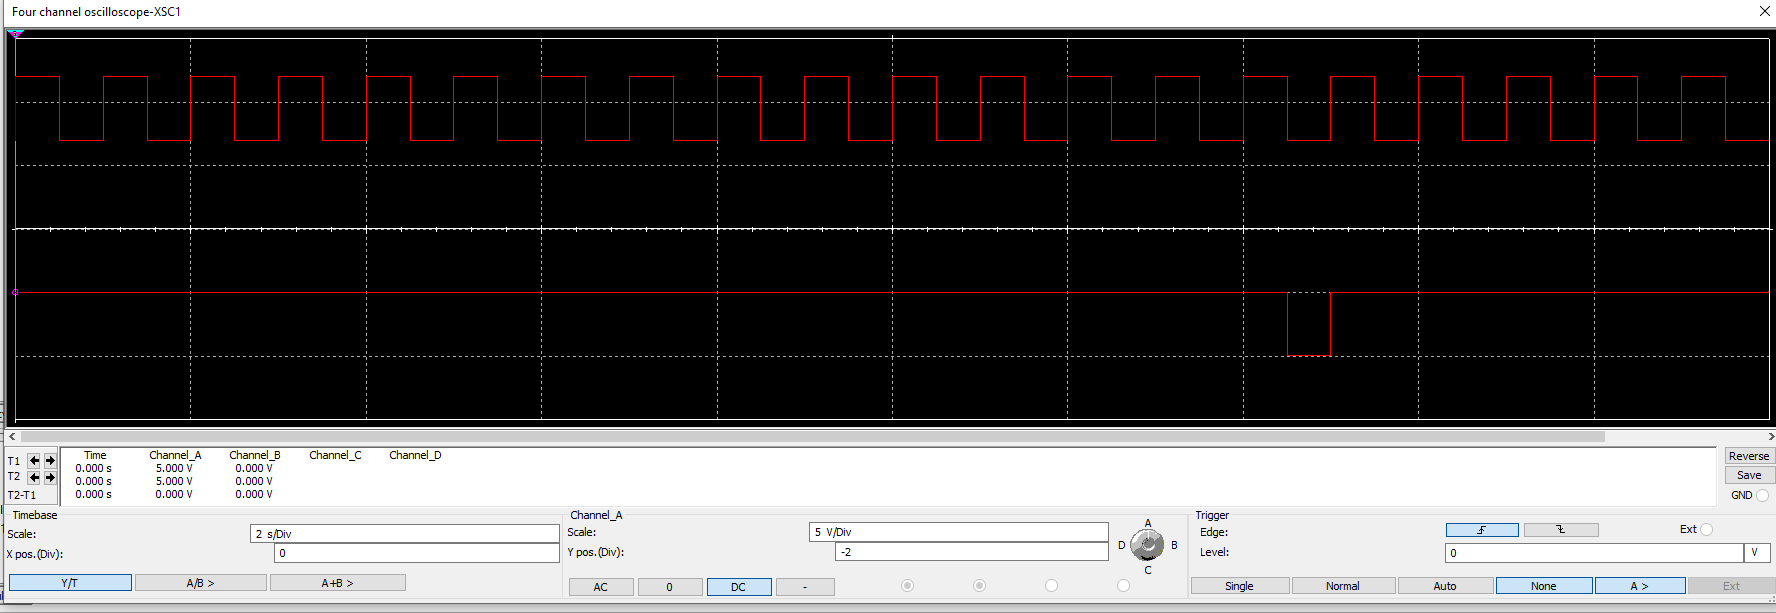 Four channel oscilloscope-XSC1
Time Channel_A Channel_B Channel_C Channel_D
T1 0.000 s 5.000 V 0.000 V
T2 0.000 s 5.000 V 0.000 V
T2-T1 0.000 s 0.000 V 0.000 V
Reverse
Save
GND
Timebase
Scale: 2 s/Div
X pos.(Div): 0
Y/T A/B > A+B >
Channel_A
Scale: 5 V/Div
Y pos.(Div): -2
AC 0 DC -
A
D B
C
Trigger
Edge: Ext
Level: 0 V
Single Normal Auto None A > Ext